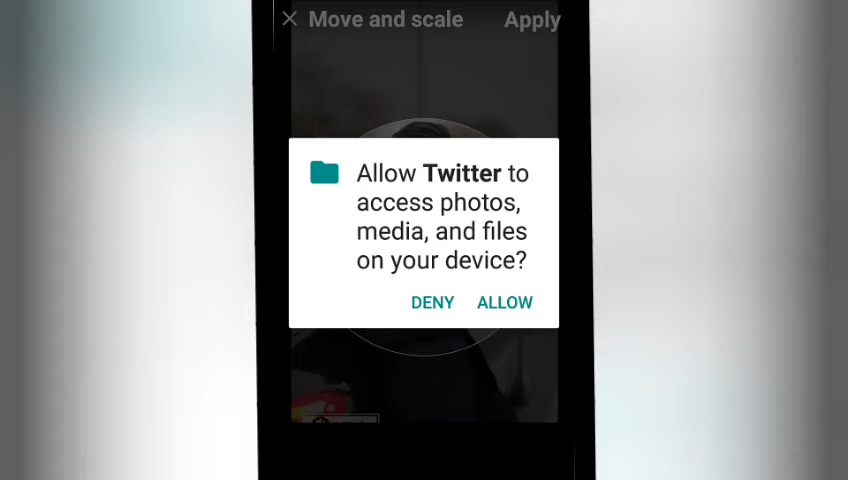 Move and scale Apply
Allow Twitter to
access photos,
media, and files
on your device?
DENY ALLOW